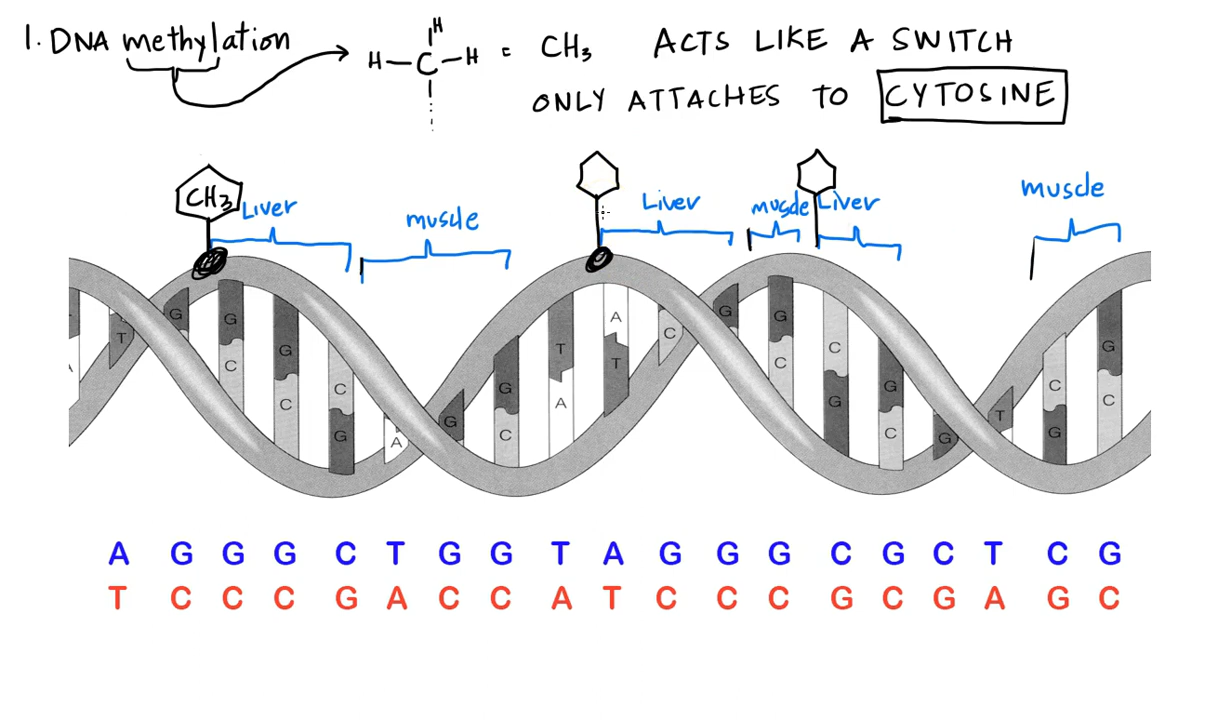 1. DNA methylation
H
H C H = CH3 ACTS LIKE A SWITCH
ONLY ATTACHES TO CYTOSINE
CH3
Liver
muscle
Liver
muscle
Liver
muscle
T G G G C A G G T A C G G C G G T C G
C C G C A T C G C G C
A G G G C T G G T A G G G C G C T C G
T C C C G A C C A T C C C G C G A G C